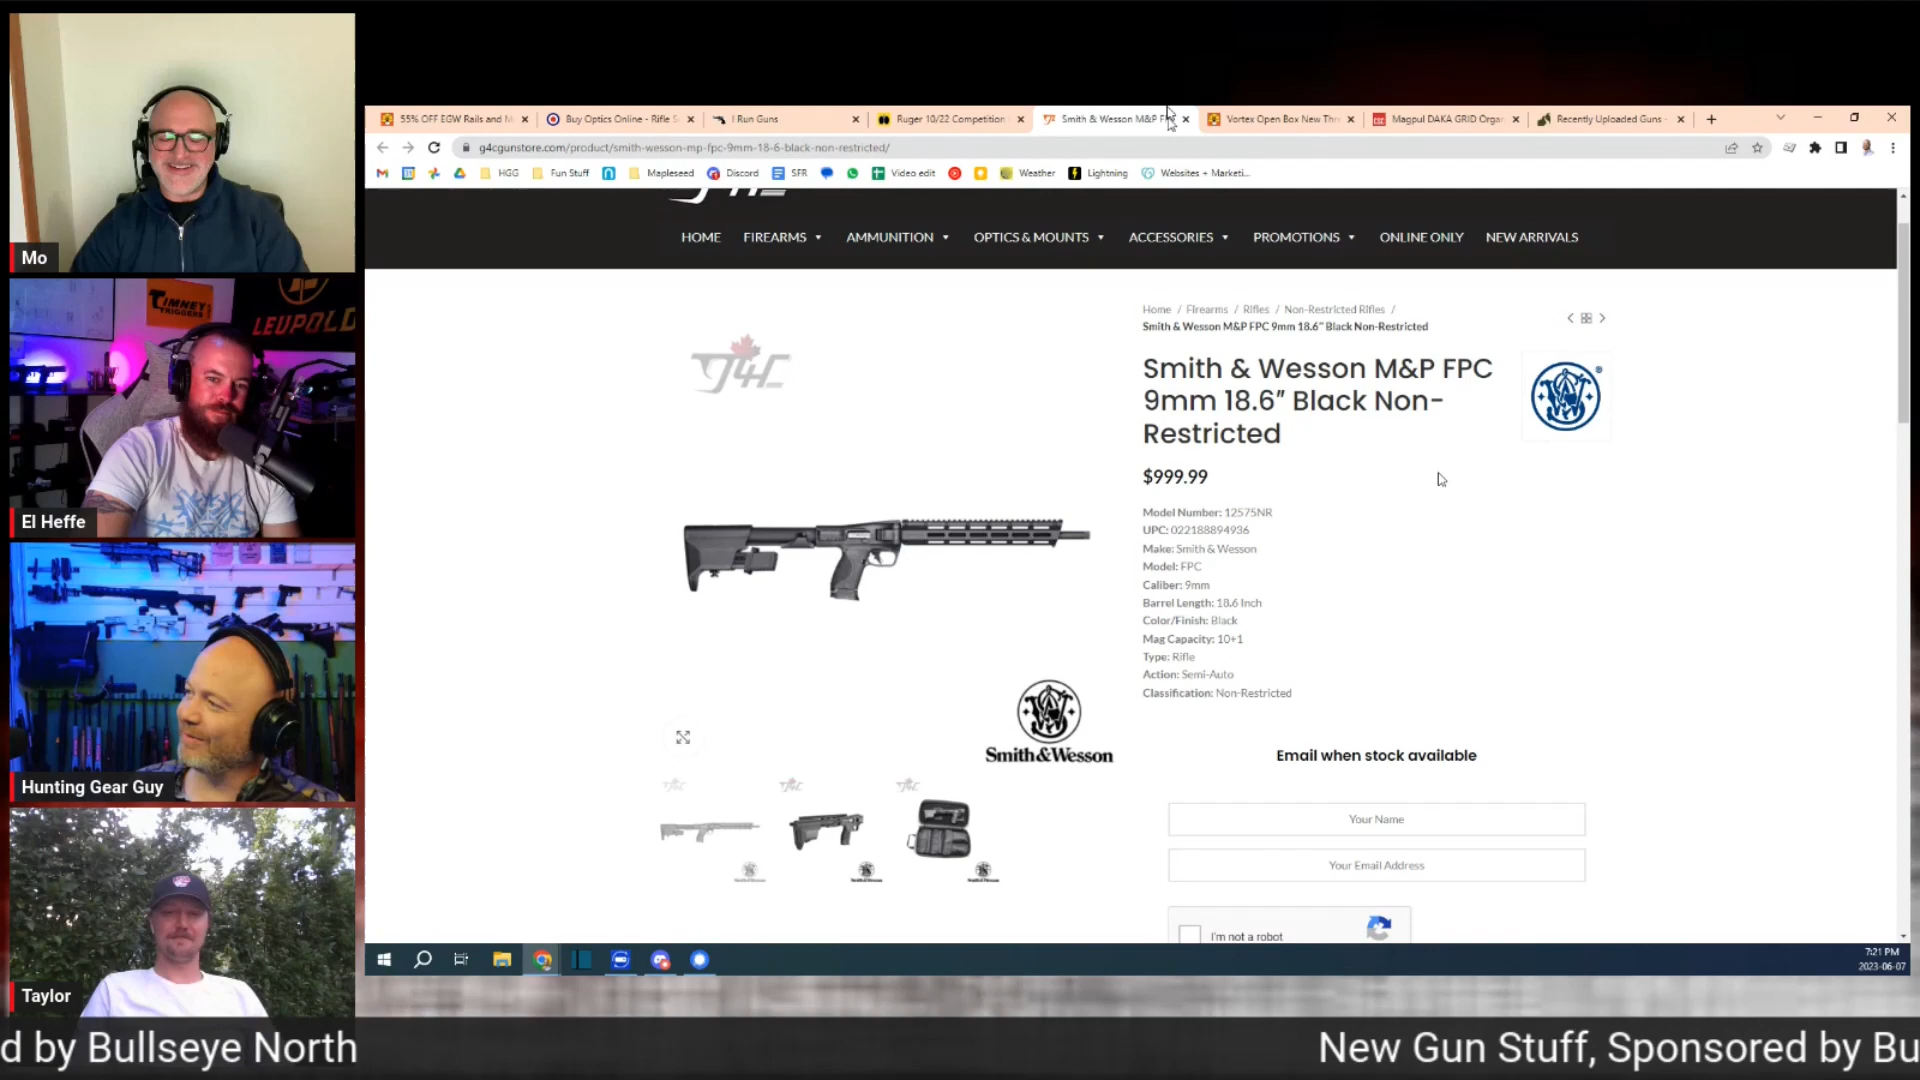 Mo
TIMNEY
TRIGGERS
LEUPOLD
El Heffe
Hunting Gear Guy
Taylor
55% OFF EGW Rails and M
Buy Optics Online - Rifle S
I Run Guns
Ruger 10/22 Competition
Smith & Wesson M&P F
Vortex Open Box New Thr
Magpul DAKA GRID Organ
Recently Uploaded Guns -
g4cgunstore.com/product/smith-wesson-mp-fpc-9mm-18-6-black-non-restricted/
HGG
Fun Stuff
Mapleseed
Discord
SFR
Video edit
Weather
Lightning
Websites + Marketi...
HOME
FIREARMS
AMMUNITION
OPTICS & MOUNTS
ACCESSORIES
PROMOTIONS
ONLINE ONLY
NEW ARRIVALS
Home / Firearms / Rifles / Non-Restricted Rifles /
Smith & Wesson M&P FPC 9mm 18.6″ Black Non-Restricted
G4C
Smith & Wesson M&P FPC
9mm 18.6″ Black Non-
Restricted
$999.99
Model Number: 12575NR
UPC: 022188894936
Make: Smith & Wesson
Model: FPC
Caliber: 9mm
Barrel Length: 18.6 Inch
Color/Finish: Black
Mag Capacity: 10+1
Type: Rifle
Action: Semi-Auto
Classification: Non-Restricted
Smith & Wesson
Email when stock available
Your Name
Your Email Address
I'm not a robot
7:21 PM
2023-06-07
d by Bullseye North
New Gun Stuff, Sponsored by Bu